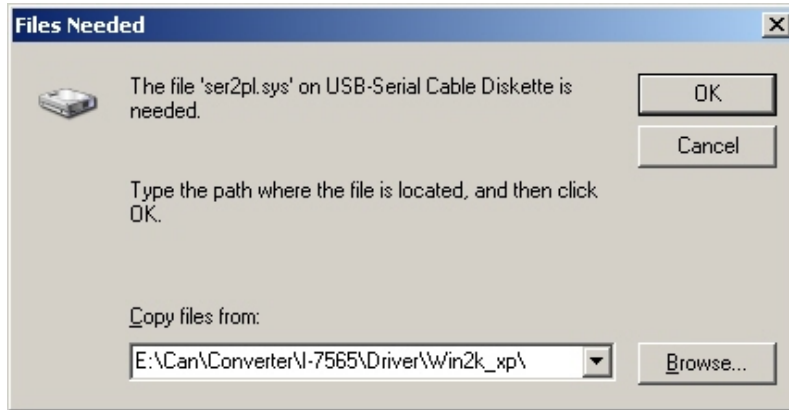 Files Needed
The file 'ser2pl.sys' on USB-Serial Cable Diskette is
needed.
OK
Cancel
Type the path where the file is located, and then click
OK.
Copy files from:
E:\Can\Converter\I-7565\Driver\Win2k_xp\
Browse...